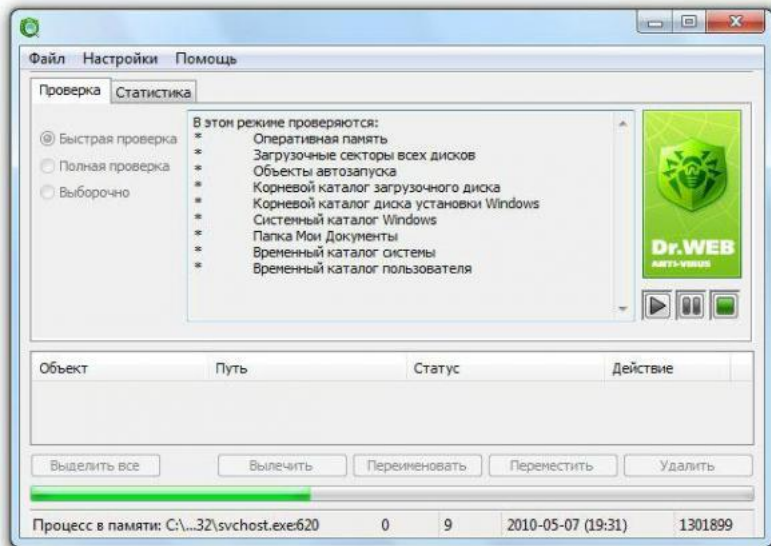 Файл Настройки Помощь
Проверка Статистика
Быстрая проверка
Полная проверка
Выборочно
В этом режиме проверяются:
* Оперативная память
* Загрузочные секторы всех дисков
* Объекты автозапуска
* Корневой каталог загрузочного диска
* Корневой каталог диска установки Windows
* Системный каталог Windows
* Папка Мои Документы
* Временный каталог системы
* Временный каталог пользователя
Dr.WEB
ANTI-VIRUS
Объект Путь Статус Действие
Выделить все Вылечить Переименовать Переместить Удалить
Процесс в памяти: C:\...32\svchost.exe:620 0 9 2010-05-07 (19:31) 1301899